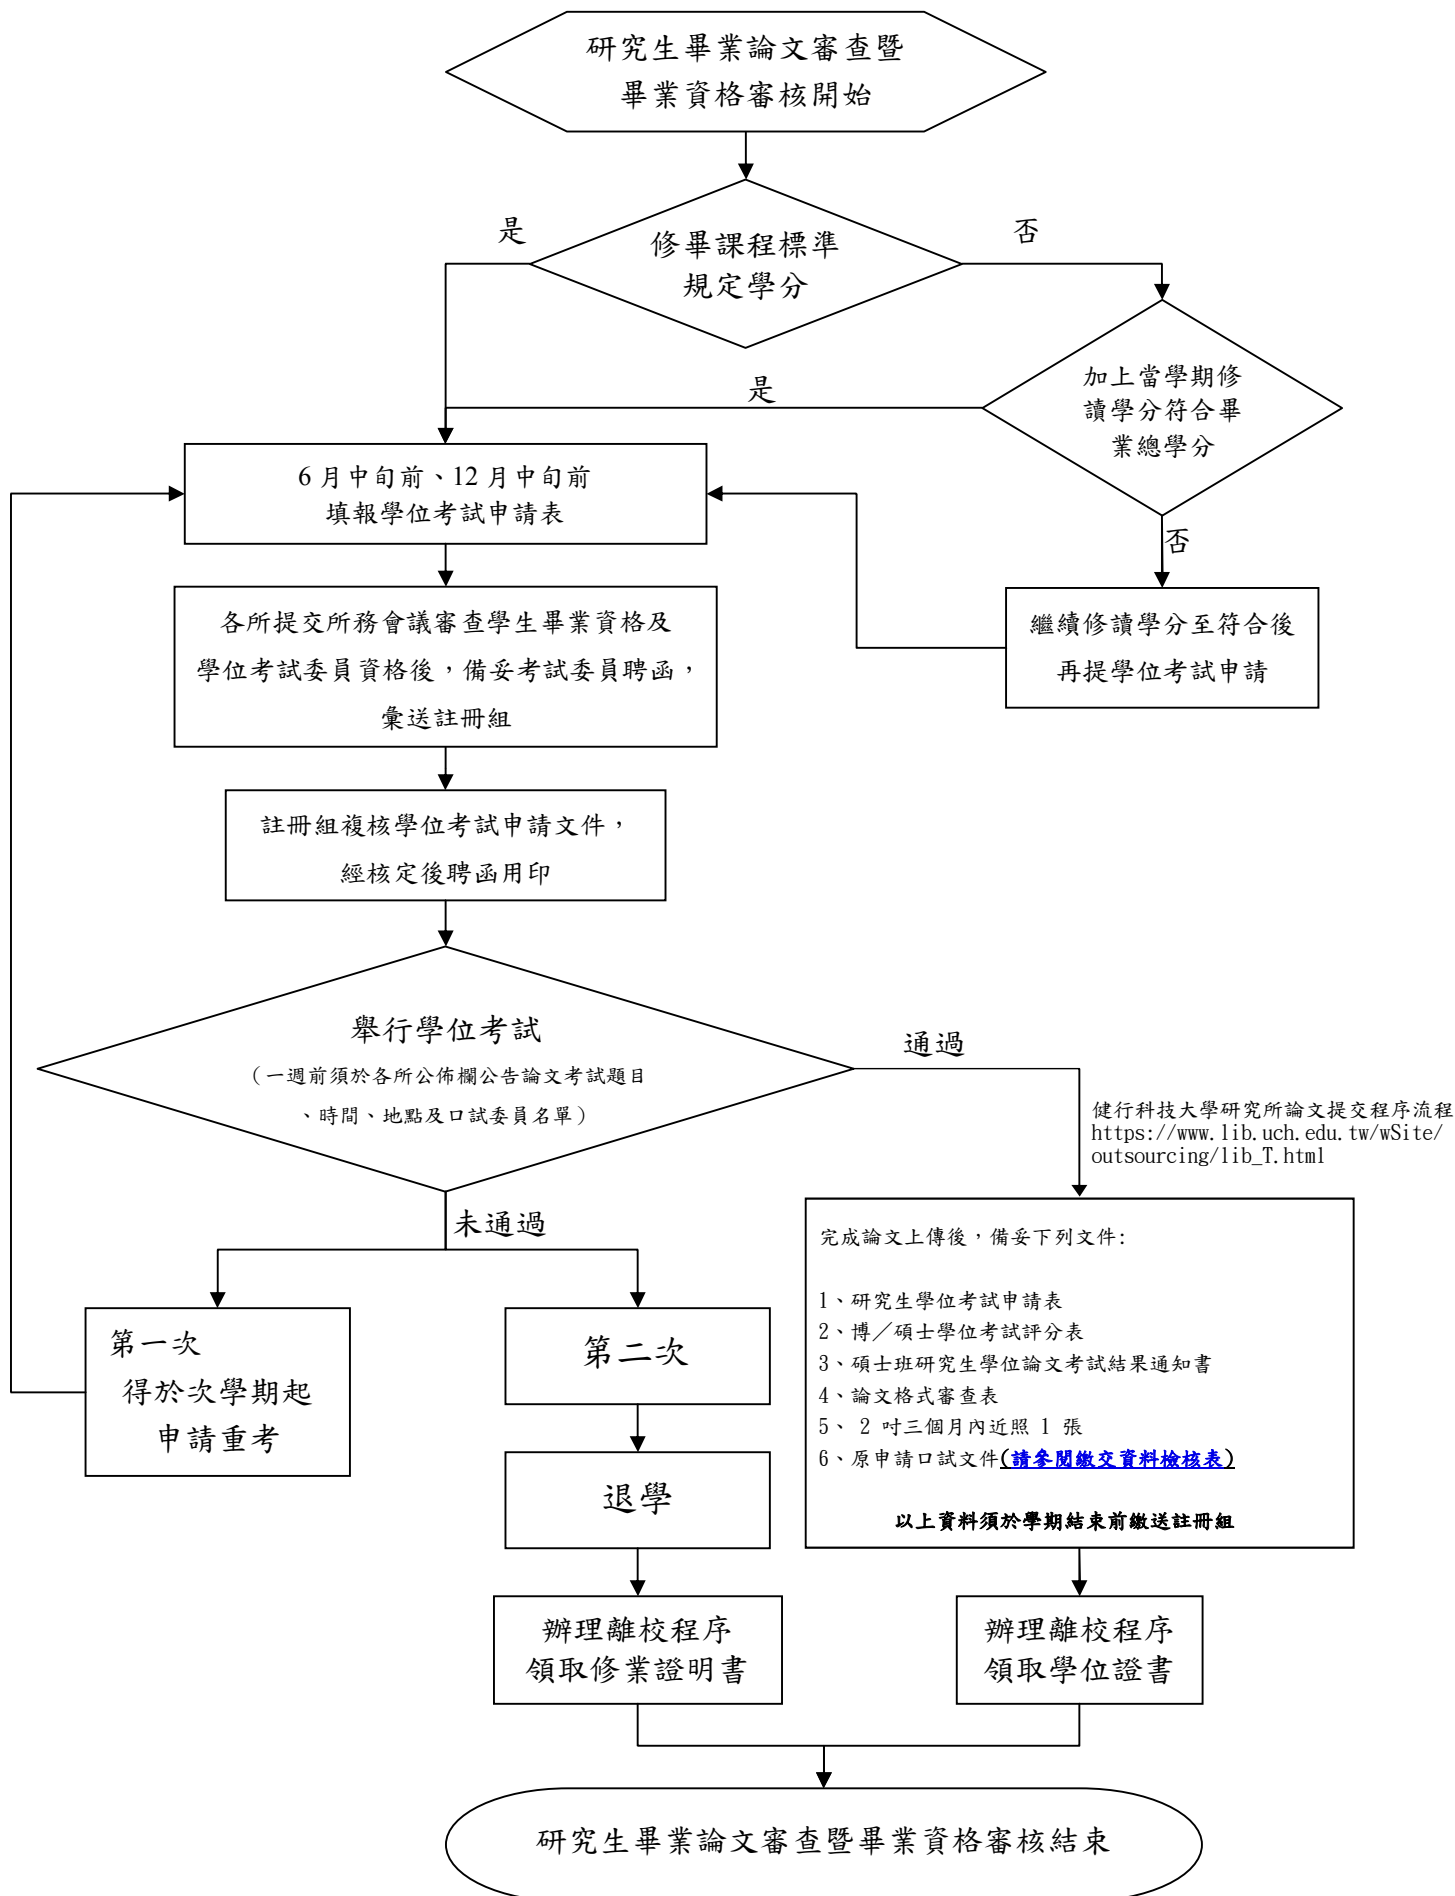 研究生畢業論文審查暨
畢業資格審核開始
是
否
修畢課程標準
規定學分
是
加上當學期修
讀學分符合畢
業總學分
6 月中旬前、12 月中旬前
填報學位考試申請表
否
各所提交所務會議審查學生畢業資格及
學位考試委員資格後，備妥考試委員聘函，
彙送註冊組
繼續修讀學分至符合後
再提學位考試申請
註冊組複核學位考試申請文件，
經核定後聘函用印
舉行學位考試
（一週前須於各所公佈欄公告論文考試題目
、時間、地點及口試委員名單）
通過
健行科技大學研究所論文提交程序流程
https://www.lib.uch.edu.tw/wSite/
outsourcing/lib_T.html
未通過
第一次
得於次學期起
申請重考
第二次
退學
完成論文上傳後，備妥下列文件:
1、研究生學位考試申請表
2、博／碩士學位考試評分表
3、碩士班研究生學位論文考試結果通知書
4、論文格式審查表
5、 2 吋三個月內近照 1 張
6、原申請口試文件(請參閱繳交資料檢核表)
以上資料須於學期結束前繳送註冊組
辦理離校程序
領取修業證明書
辦理離校程序
領取學位證書
研究生畢業論文審查暨畢業資格審核結束